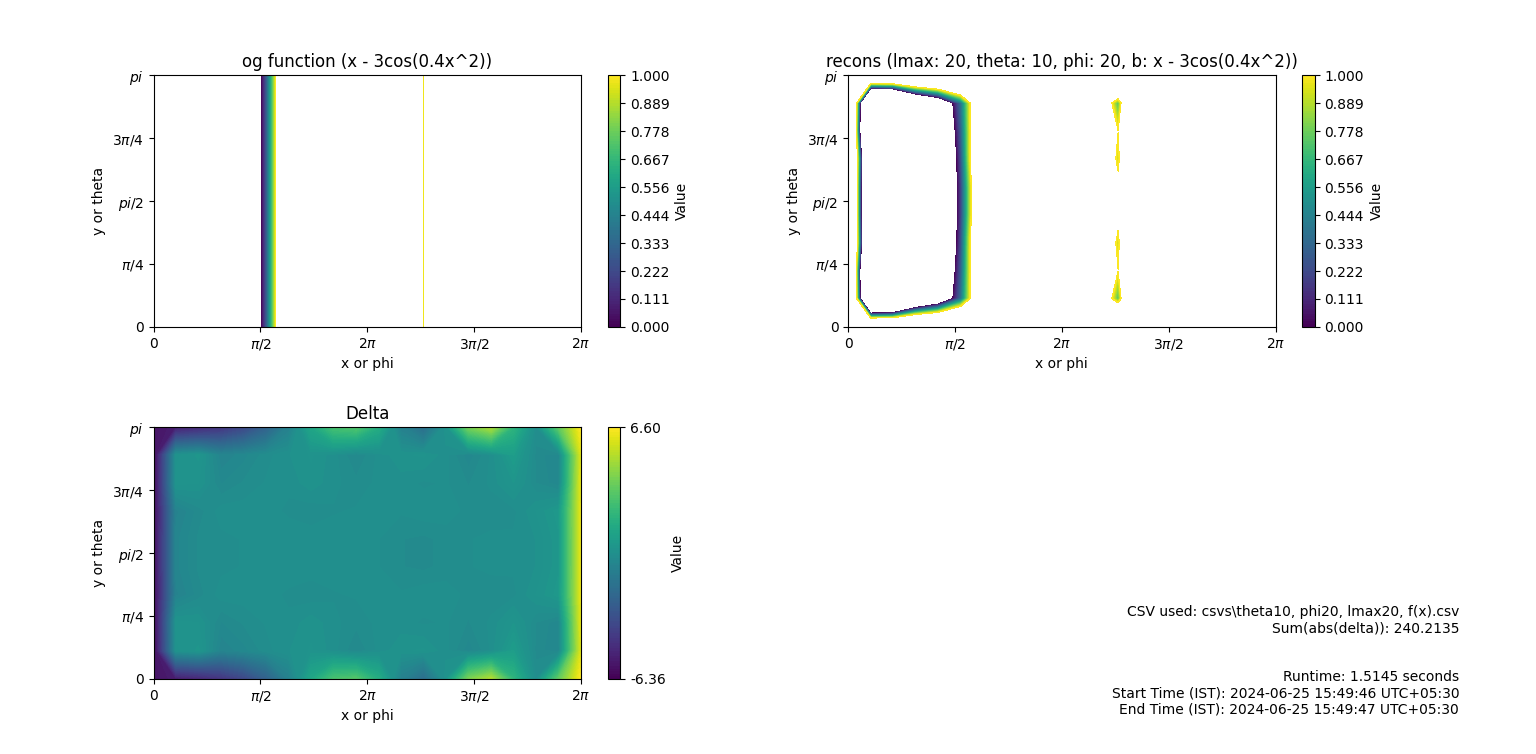 og function (x - 3cos(0.4x^2))
pi
3π/4
pi/2
π/4
0
y or theta
0
π/2
2π
3π/2
2π
x or phi
1.000
0.889
0.778
0.667
0.556
0.444
0.333
0.222
0.111
0.000
Value
recons (lmax: 20, theta: 10, phi: 20, b: x - 3cos(0.4x^2))
pi
3π/4
pi/2
π/4
0
y or theta
0
π/2
2π
3π/2
2π
x or phi
1.000
0.889
0.778
0.667
0.556
0.444
0.333
0.222
0.111
0.000
Value
Delta
pi
3π/4
pi/2
π/4
0
y or theta
0
π/2
2π
3π/2
2π
x or phi
6.60
-6.36
Value
CSV used: csvs\theta10, phi20, lmax20, f(x).csv
Sum(abs(delta)): 240.2135
Runtime: 1.5145 seconds
Start Time (IST): 2024-06-25 15:49:46 UTC+05:30
End Time (IST): 2024-06-25 15:49:47 UTC+05:30